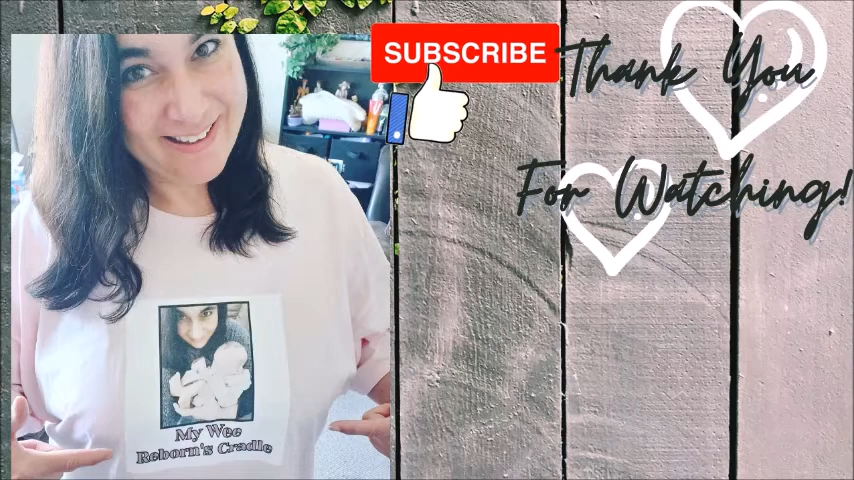 SUBSCRIBE
Thank You
For Watching!
My Wee
Reborn's Cradle